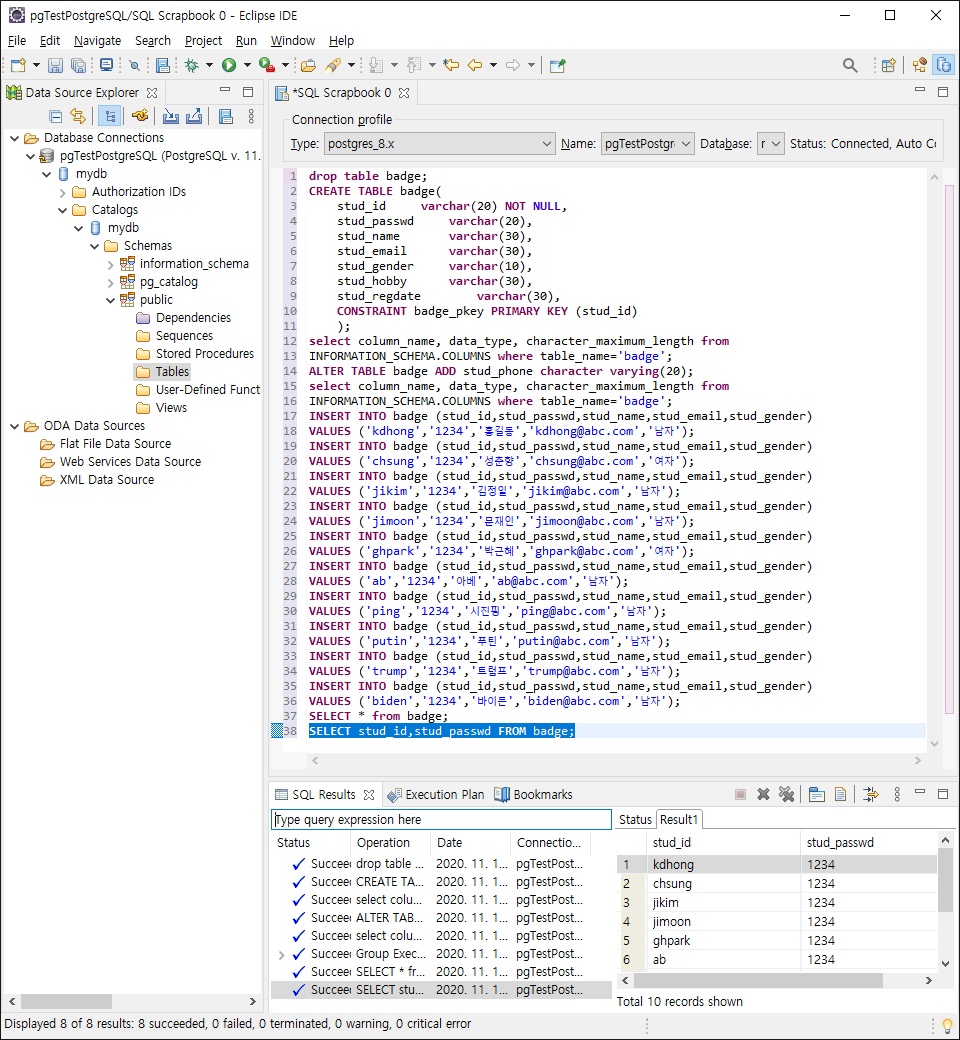 pgTestPostgreSQL/SQL Scrapbook 0 - Eclipse IDE
File Edit Navigate Search Project Run Window Help
Data Source Explorer
Database Connections
pgTestPostgreSQL (PostgreSQL v. 11.
mydb
Authorization IDs
Catalogs
mydb
Schemas
information_schema
pg_catalog
public
Dependencies
Sequences
Stored Procedures
Tables
User-Defined Funct
Views
ODA Data Sources
Flat File Data Source
Web Services Data Source
XML Data Source
*SQL Scrapbook 0
Connection profile
Type: postgres_8.x Name: pgTestPostgr Database: r Status: Connected, Auto Co
1 drop table badge;
2 CREATE TABLE badge(
3 stud_id varchar(20) NOT NULL,
4 stud_passwd varchar(20),
5 stud_name varchar(30),
6 stud_email varchar(30),
7 stud_gender varchar(10),
8 stud_hobby varchar(30),
9 stud_regdate varchar(30),
10 CONSTRAINT badge_pkey PRIMARY KEY (stud_id)
11 );
12 select column_name, data_type, character_maximum_length from
13 INFORMATION_SCHEMA.COLUMNS where table_name='badge';
14 ALTER TABLE badge ADD stud_phone character varying(20);
15 select column_name, data_type, character_maximum_length from
16 INFORMATION_SCHEMA.COLUMNS where table_name='badge';
17 INSERT INTO badge (stud_id,stud_passwd,stud_name,stud_email,stud_gender)
18 VALUES ('kdhong','1234','홍길동','kdhong@abc.com','남자');
19 INSERT INTO badge (stud_id,stud_passwd,stud_name,stud_email,stud_gender)
20 VALUES ('chsung','1234','성춘향','chsung@abc.com','여자');
21 INSERT INTO badge (stud_id,stud_passwd,stud_name,stud_email,stud_gender)
22 VALUES ('jikim','1234','김정일','jikim@abc.com','남자');
23 INSERT INTO badge (stud_id,stud_passwd,stud_name,stud_email,stud_gender)
24 VALUES ('jimoon','1234','문재인','jimoon@abc.com','남자');
25 INSERT INTO badge (stud_id,stud_passwd,stud_name,stud_email,stud_gender)
26 VALUES ('ghpark','1234','박근혜','ghpark@abc.com','여자');
27 INSERT INTO badge (stud_id,stud_passwd,stud_name,stud_email,stud_gender)
28 VALUES ('ab','1234','아베','ab@abc.com','남자');
29 INSERT INTO badge (stud_id,stud_passwd,stud_name,stud_email,stud_gender)
30 VALUES ('ping','1234','시진핑','ping@abc.com','남자');
31 INSERT INTO badge (stud_id,stud_passwd,stud_name,stud_email,stud_gender)
32 VALUES ('putin','1234','푸틴','putin@abc.com','남자');
33 INSERT INTO badge (stud_id,stud_passwd,stud_name,stud_email,stud_gender)
34 VALUES ('trump','1234','트럼프','trump@abc.com','남자');
35 INSERT INTO badge (stud_id,stud_passwd,stud_name,stud_email,stud_gender)
36 VALUES ('biden','1234','바이든','biden@abc.com','남자');
37 SELECT * from badge;
38 SELECT stud_id,stud_passwd FROM badge;
SQL Results Execution Plan Bookmarks
Type query expression here
Status Operation Date Connectio...
Succeed drop table ... 2020. 11. 1... pgTestPost...
Succeed CREATE TA... 2020. 11. 1... pgTestPost...
Succeed select colu... 2020. 11. 1... pgTestPost...
Succeed ALTER TAB... 2020. 11. 1... pgTestPost...
Succeed select colu... 2020. 11. 1... pgTestPost...
Succeed Group Exec... 2020. 11. 1... pgTestPost...
Succeed SELECT * fr... 2020. 11. 1... pgTestPost...
Succeed SELECT stu... 2020. 11. 1... pgTestPost...
Status Result1
stud_id stud_passwd
1 kdhong 1234
2 chsung 1234
3 jikim 1234
4 jimoon 1234
5 ghpark 1234
6 ab 1234
Total 10 records shown
Displayed 8 of 8 results: 8 succeeded, 0 failed, 0 terminated, 0 warning, 0 critical error